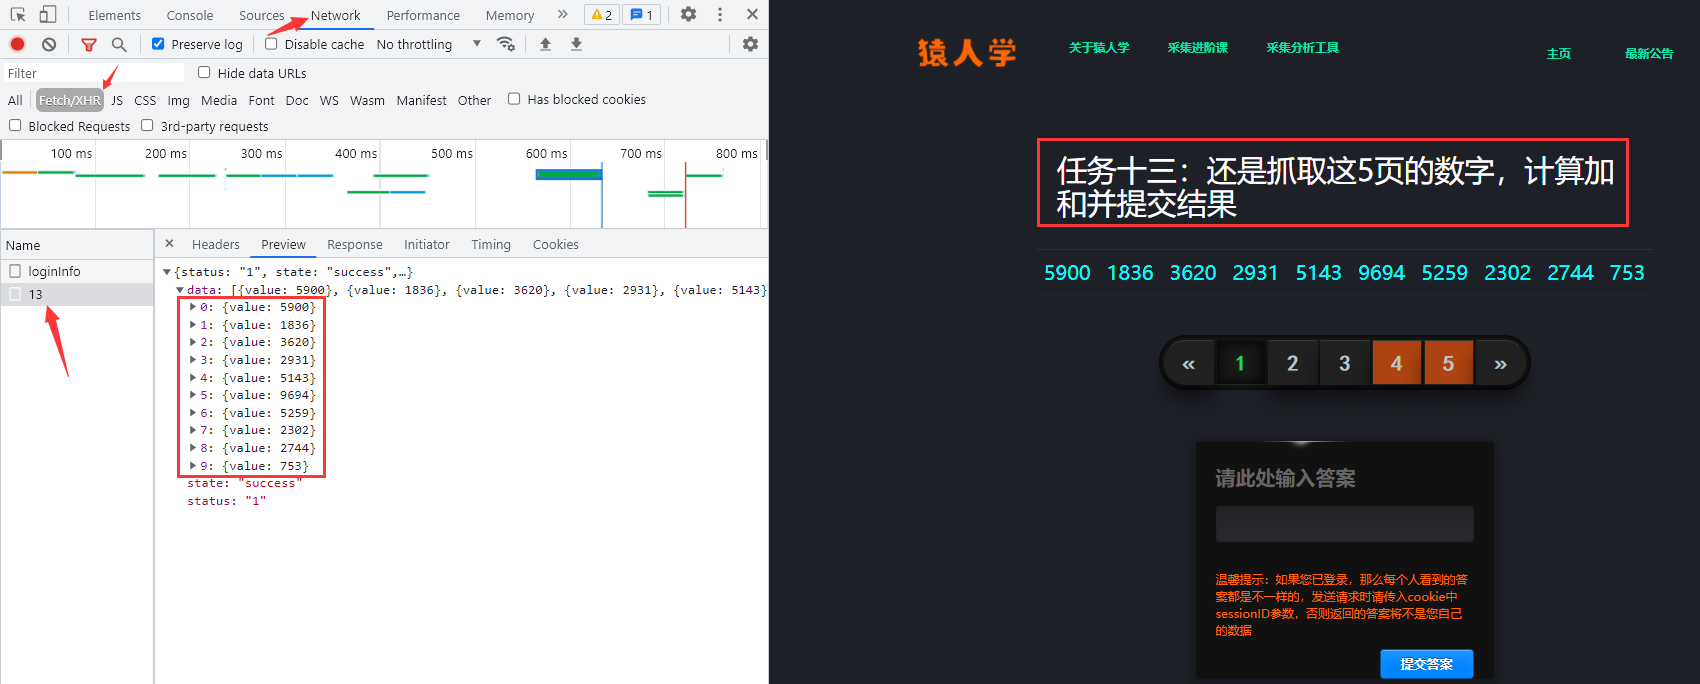 Elements Console Sources Network Performance Memory » 2 1
Preserve log Disable cache No throttling
Filter Hide data URLs
All Fetch/XHR JS CSS Img Media Font Doc WS Wasm Manifest Other Has blocked cookies
Blocked Requests 3rd-party requests
100 ms 200 ms 300 ms 400 ms 500 ms 600 ms 700 ms 800 ms
Name
loginInfo
13
× Headers Preview Response Initiator Timing Cookies
{status: "1", state: "success",…}
data: [{value: 5900}, {value: 1836}, {value: 3620}, {value: 2931}, {value: 5143}
0: {value: 5900}
1: {value: 1836}
2: {value: 3620}
3: {value: 2931}
4: {value: 5143}
5: {value: 9694}
6: {value: 5259}
7: {value: 2302}
8: {value: 2744}
9: {value: 753}
state: "success"
status: "1"
猿人学 关于猿人学 采集进阶课 采集分析工具 主页 最新公告
任务十三：还是抓取这5页的数字，计算加
和并提交结果
5900 1836 3620 2931 5143 9694 5259 2302 2744 753
« 1 2 3 4 5 »
请此处输入答案
温馨提示：如果您已登录，那么每个人看到的答
案都是不一样的，发送请求时请传入cookie中
sessionID参数，否则返回的答案将不是您自己
的数据
提交答案